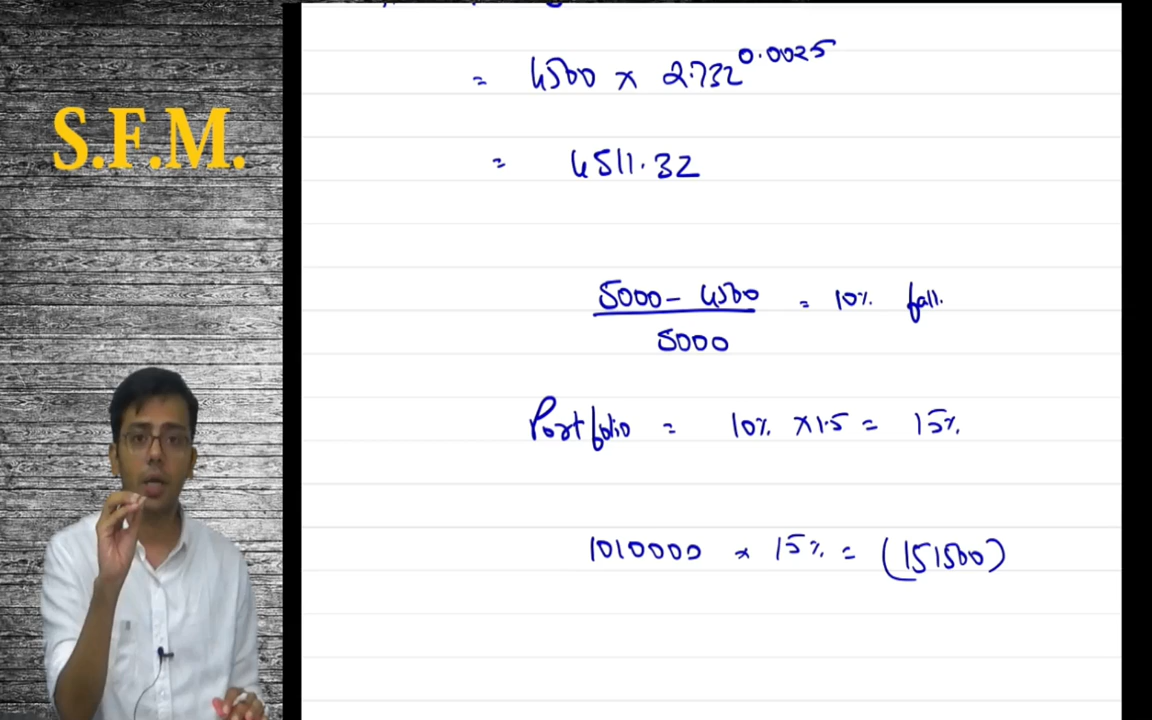 S.F.M.
= 4500 × 2.732^0.0025
= 4511.32
5000 - 4500 = 10% fall.
5000
Portfolio = 10% ×1.5 = 15%.
1010000 × 15% = (151500)